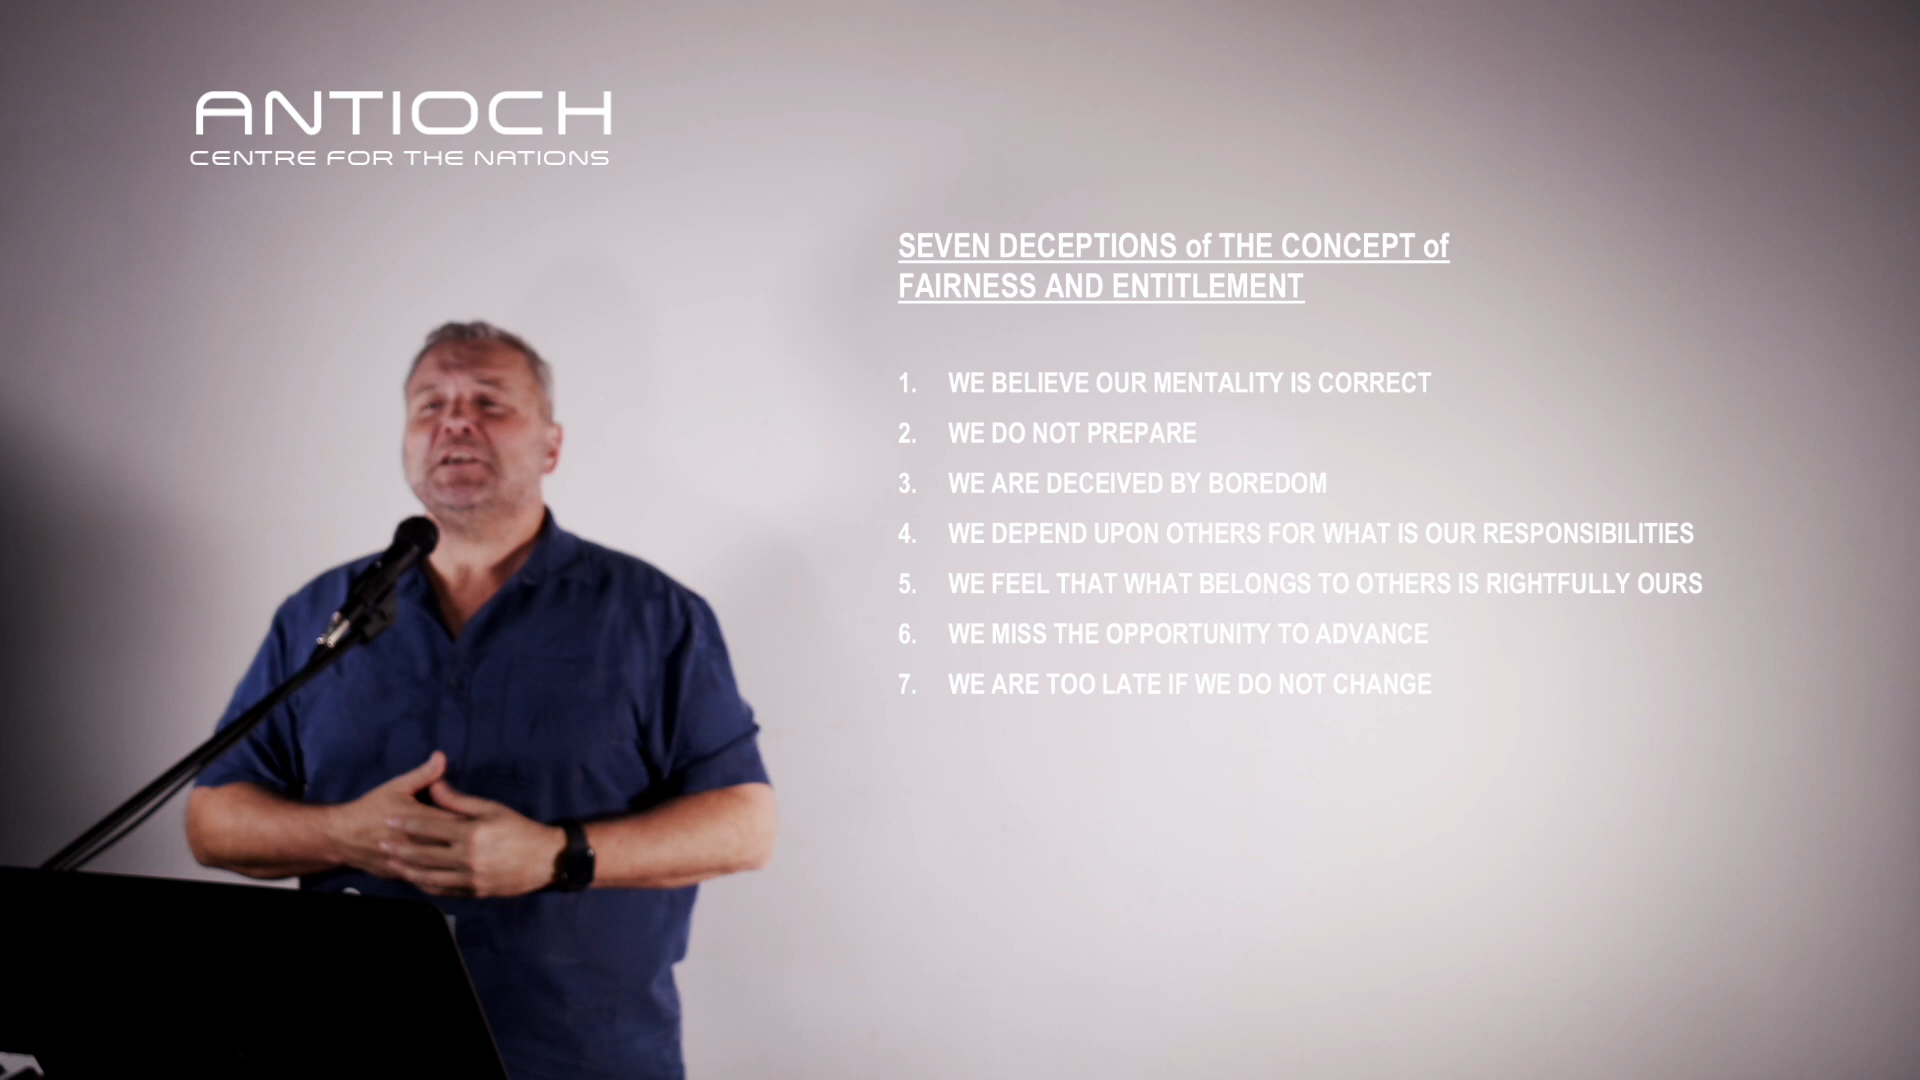 ANTIOCH
CENTRE FOR THE NATIONS
SEVEN DECEPTIONS of THE CONCEPT of
FAIRNESS AND ENTITLEMENT
1. WE BELIEVE OUR MENTALITY IS CORRECT
2. WE DO NOT PREPARE
3. WE ARE DECEIVED BY BOREDOM
4. WE DEPEND UPON OTHERS FOR WHAT IS OUR RESPONSIBILITIES
5. WE FEEL THAT WHAT BELONGS TO OTHERS IS RIGHTFULLY OURS
6. WE MISS THE OPPORTUNITY TO ADVANCE
7. WE ARE TOO LATE IF WE DO NOT CHANGE